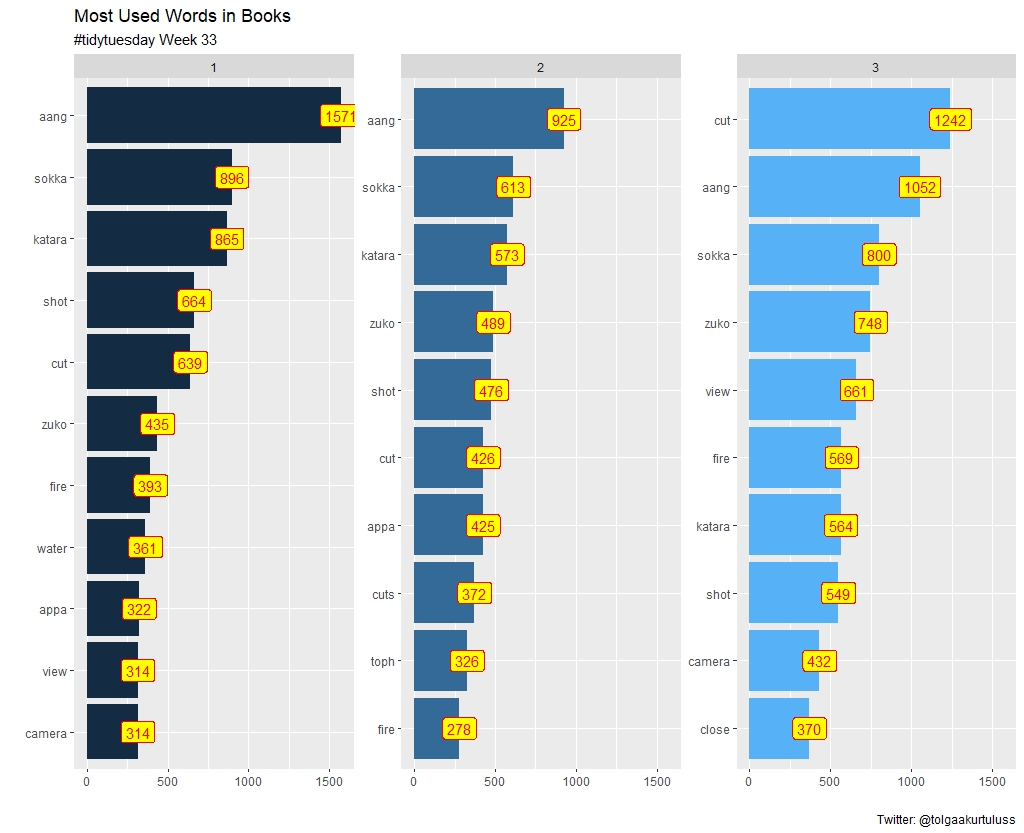 Most Used Words in Books
#tidytuesday Week 33
1
aang 1571
sokka 896
katara 865
shot 664
cut 639
zuko 435
fire 393
water 361
appa 322
view 314
camera 314
0 500 1000 1500
2
aang 925
sokka 613
katara 573
zuko 489
shot 476
cut 426
appa 425
cuts 372
toph 326
fire 278
0 500 1000 1500
3
cut 1242
aang 1052
sokka 800
zuko 748
view 661
fire 569
katara 564
shot 549
camera 432
close 370
0 500 1000 1500
Twitter: @tolgaakurtuluss